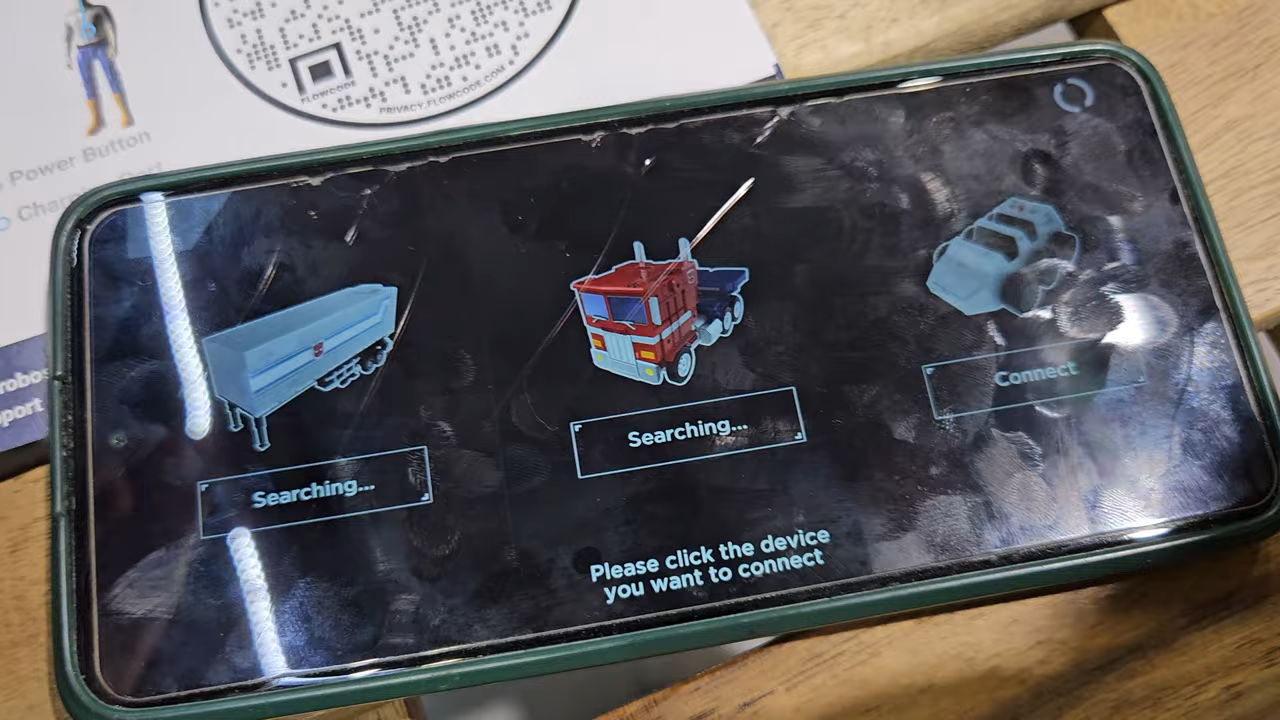 FLOWCODE
PRIVACY.FLOWCODE.COM
Power Button
Searching...
Searching...
Connect
Please click the device
you want to connect